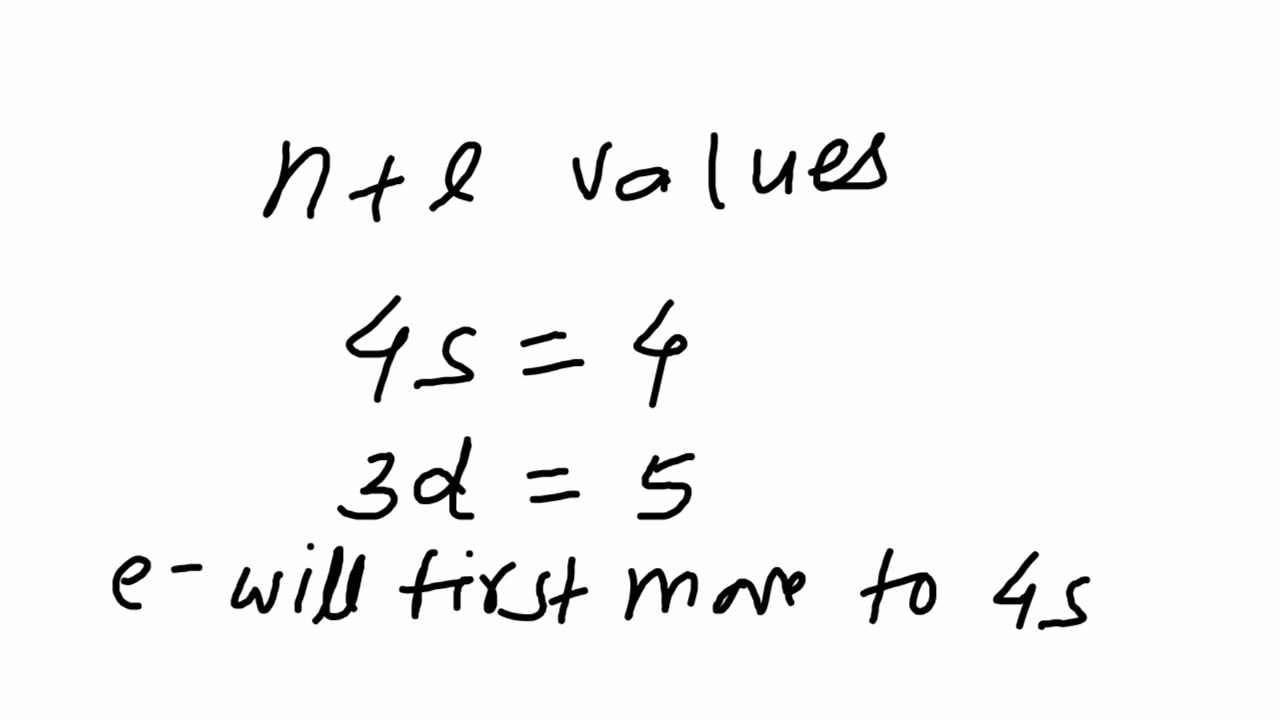 n+l values
4s = 4
3d = 5
e- will first move to 4s